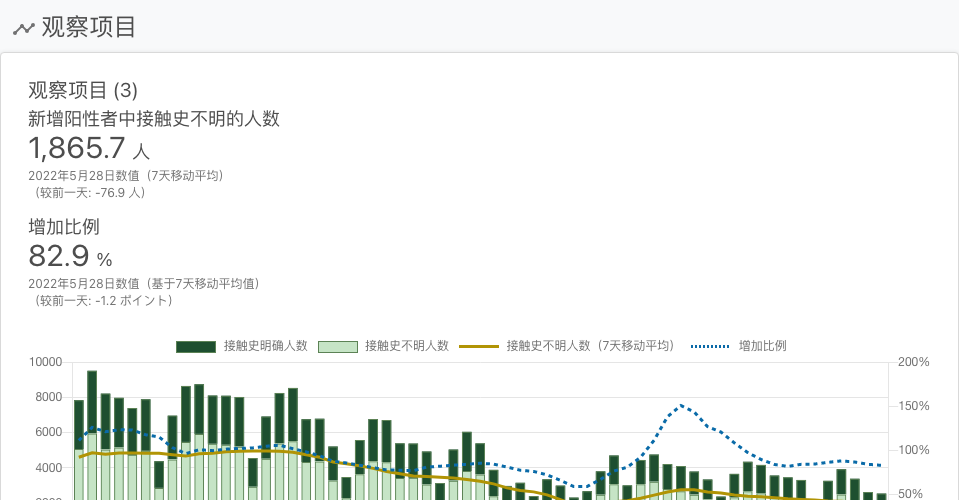 观察项目
观察项目 (3)
新增阳性者中接触史不明的人数
1,865.7 人
2022年5月28日数值（7天移动平均）
（较前一天: -76.9 人）
增加比例
82.9 %
2022年5月28日数值（基于7天移动平均值）
（较前一天: -1.2 ポイント）
接触史明确人数 接触史不明人数 接触史不明人数（7天移动平均） 增加比例
10000 200%
8000
150%
6000
100%
4000
50%